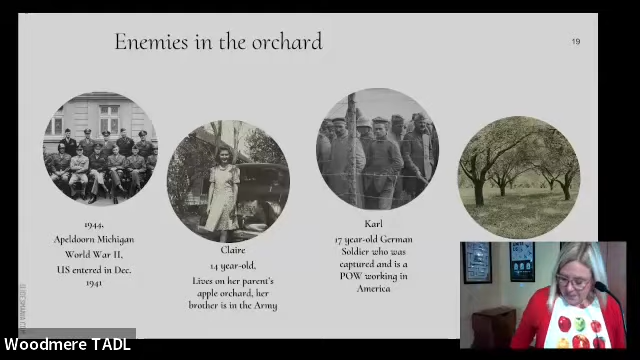 Enemies in the orchard
19
1944,
Apeldoorn Michigan
World War II,
US entered in Dec.
1941
Claire
14 year-old,
Lives on her parent's
apple orchard, her
brother is in the Army
Karl
17 year-old German
Soldier who was
captured and is a
POW working in
America
Woodmere TADL